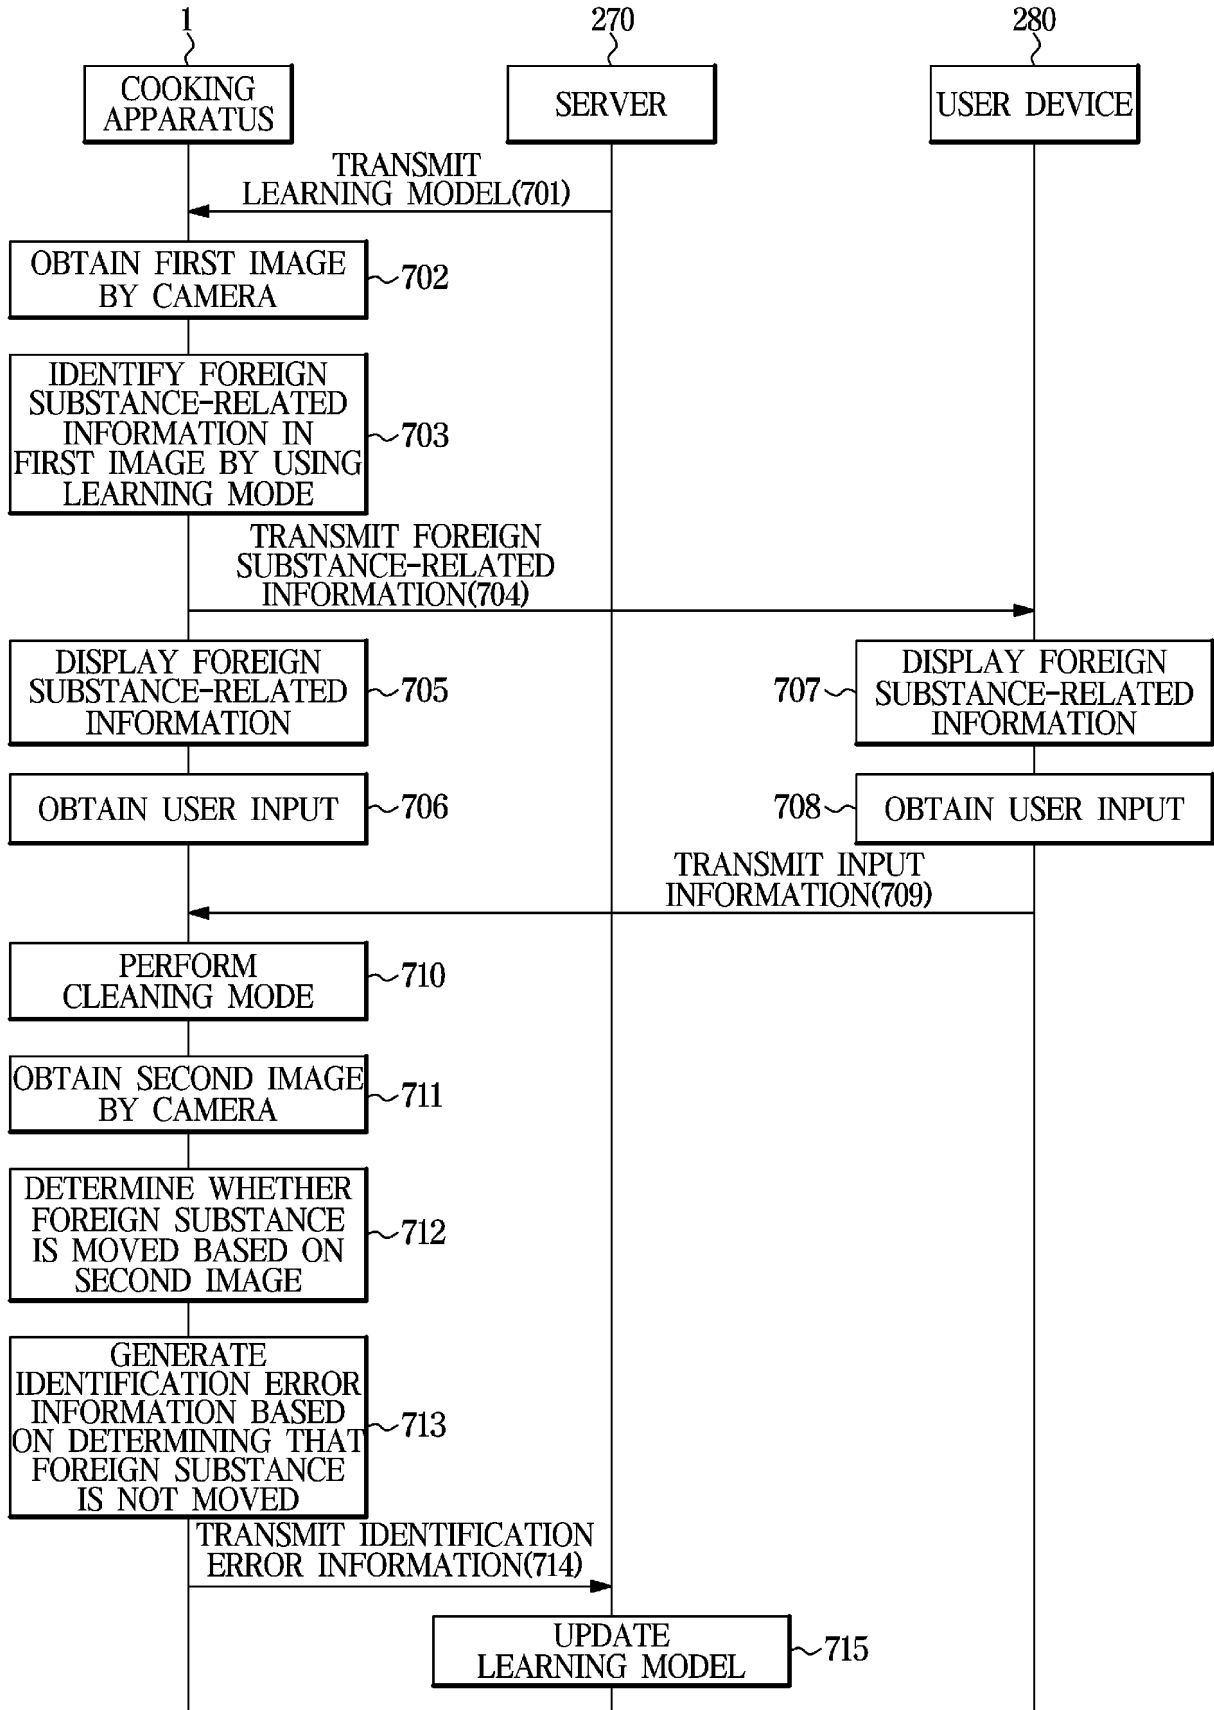 1
270
280
COOKING
APPARATUS
SERVER
USER DEVICE
TRANSMIT
LEARNING MODEL(701)
OBTAIN FIRST IMAGE
BY CAMERA
702
IDENTIFY FOREIGN
SUBSTANCE-RELATED
INFORMATION IN
FIRST IMAGE BY USING
LEARNING MODE
703
TRANSMIT FOREIGN
SUBSTANCE-RELATED
INFORMATION(704)
DISPLAY FOREIGN
SUBSTANCE-RELATED
INFORMATION
705
707
DISPLAY FOREIGN
SUBSTANCE-RELATED
INFORMATION
OBTAIN USER INPUT
706
708
OBTAIN USER INPUT
TRANSMIT INPUT
INFORMATION(709)
PERFORM
CLEANING MODE
710
OBTAIN SECOND IMAGE
BY CAMERA
711
DETERMINE WHETHER
FOREIGN SUBSTANCE
IS MOVED BASED ON
SECOND IMAGE
712
GENERATE
IDENTIFICATION ERROR
INFORMATION BASED
ON DETERMINING THAT
FOREIGN SUBSTANCE
IS NOT MOVED
713
TRANSMIT IDENTIFICATION
ERROR INFORMATION(714)
UPDATE
LEARNING MODEL
715